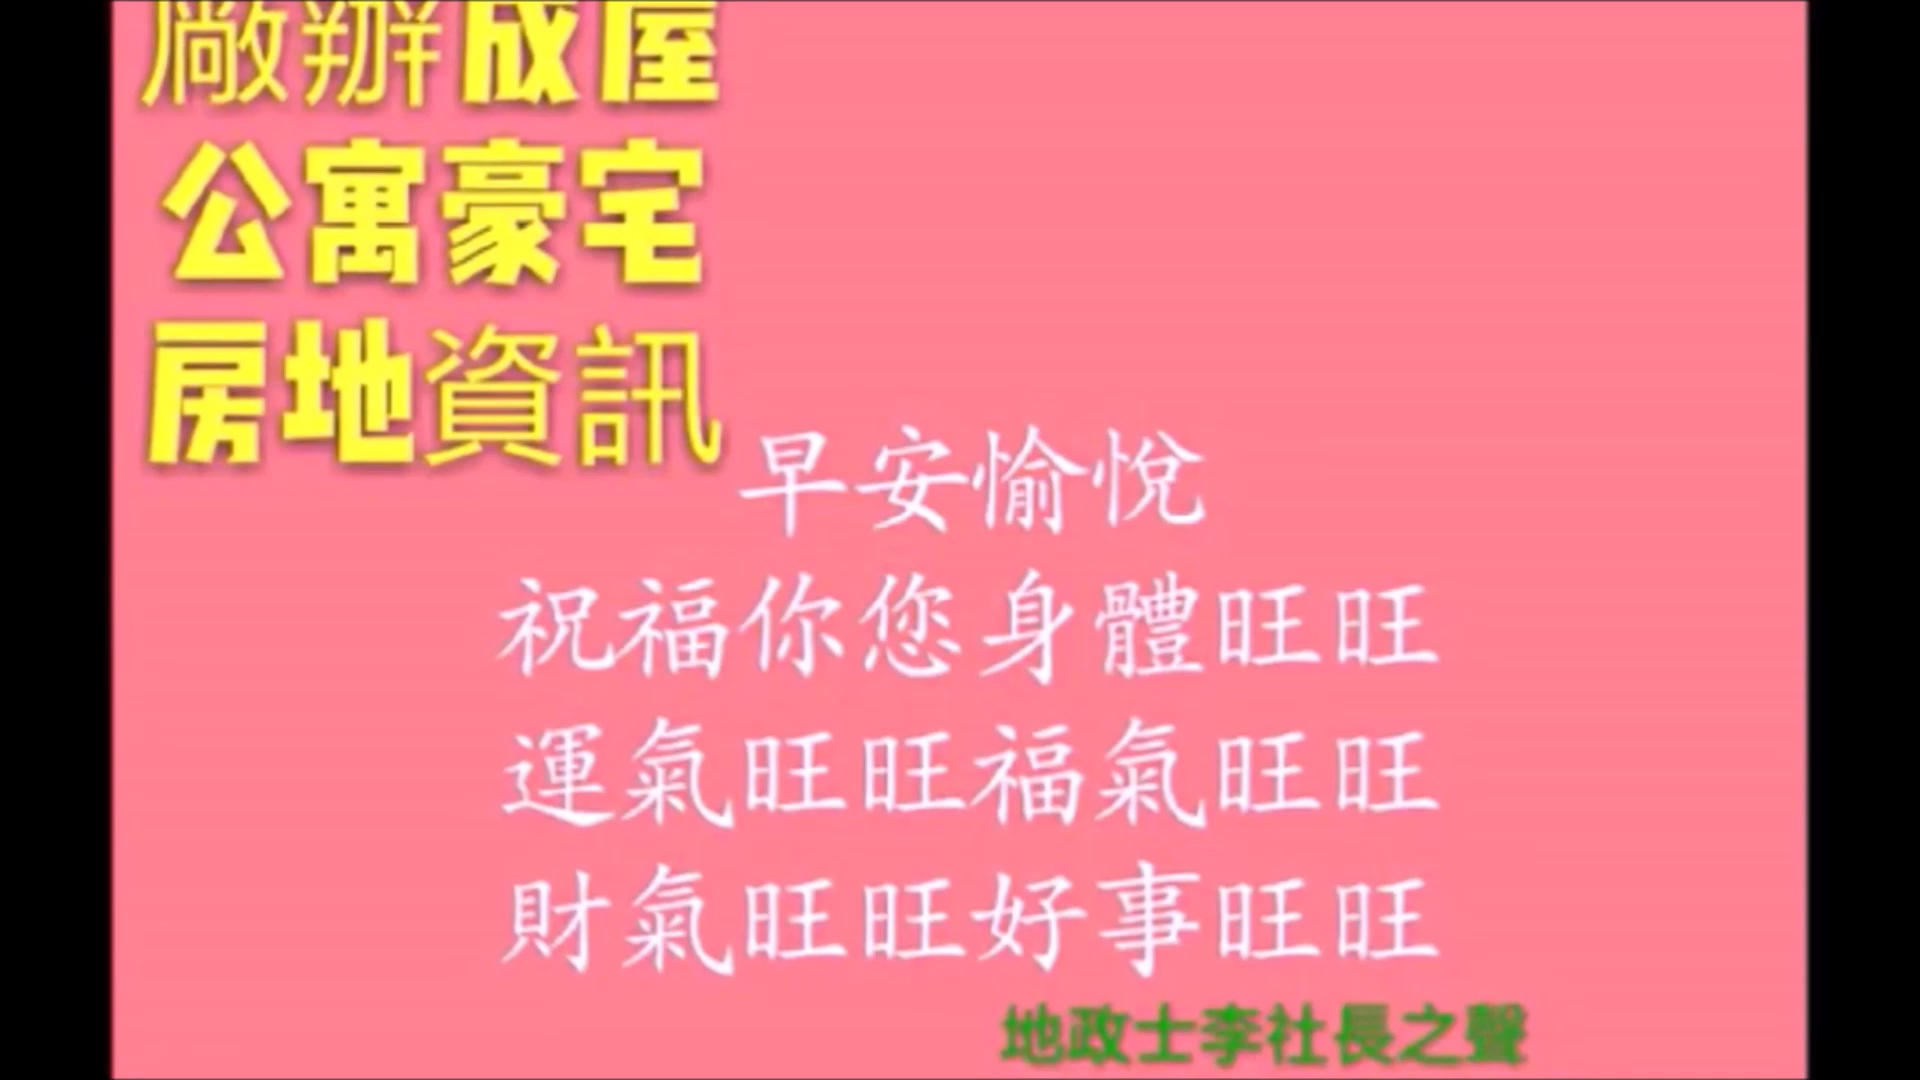 廠辦成屋
公寓豪宅
房地資訊
早安愉悅
祝福你您身體旺旺
運氣旺旺福氣旺旺
財氣旺旺好事旺旺
地政士李社長之聲